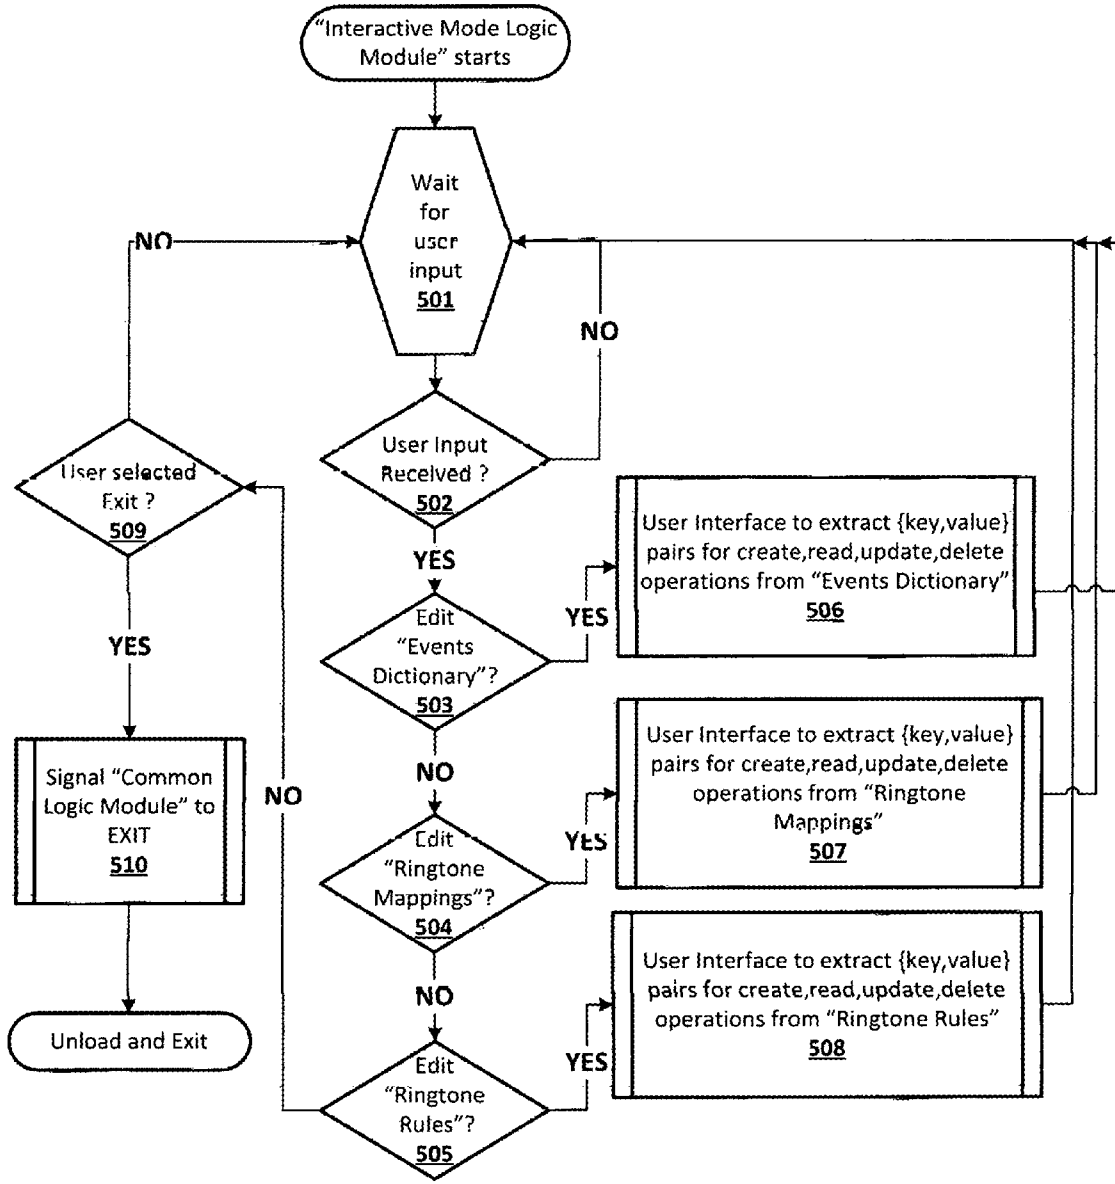 “Interactive Mode Logic
Module” starts
Wait
for
user
input
501
NO
NO
User Input
Received ?
502
User selected
Exit ?
509
YES
User Interface to extract {key,value}
pairs for create,read,update,delete
operations from “Events Dictionary”
506
YES
Edit
“Events
Dictionary”?
503
YES
NO
User Interface to extract {key,value}
pairs for create,read,update,delete
operations from “Ringtone
Mappings”
507
Signal “Common
Logic Module” to
EXIT
510
NO
Edit
“Ringtone
Mappings”?
504
YES
NO
User Interface to extract {key,value}
pairs for create,read,update,delete
operations from “Ringtone Rules”
508
Unload and Exit
Edit
“Ringtone
Rules”?
505
YES